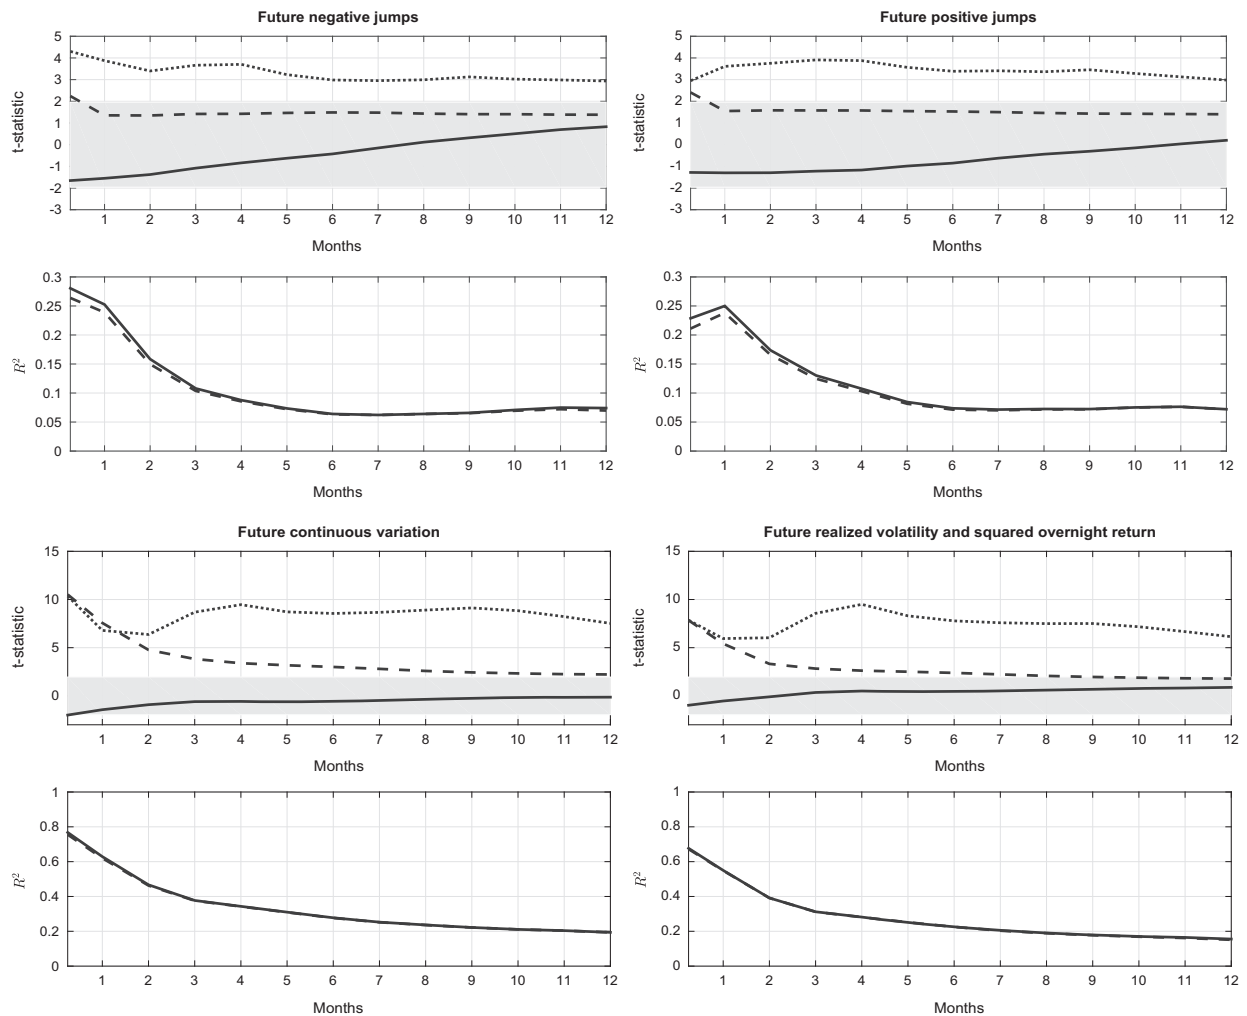 Future negative jumps
5
4
3
2
1
0
-1
-2
-3
t-statistic
1 2 3 4 5 6 7 8 9 10 11 12
Months
Future positive jumps
5
4
3
2
1
0
-1
-2
-3
t-statistic
1 2 3 4 5 6 7 8 9 10 11 12
Months
0.3
0.25
0.2
0.15
0.1
0.05
0
R²
1 2 3 4 5 6 7 8 9 10 11 12
Months
0.3
0.25
0.2
0.15
0.1
0.05
0
R²
1 2 3 4 5 6 7 8 9 10 11 12
Months
Future continuous variation
15
10
5
0
t-statistic
1 2 3 4 5 6 7 8 9 10 11 12
Months
Future realized volatility and squared overnight return
15
10
5
0
t-statistic
1 2 3 4 5 6 7 8 9 10 11 12
Months
1
0.8
0.6
0.4
0.2
0
R²
1 2 3 4 5 6 7 8 9 10 11 12
Months
1
0.8
0.6
0.4
0.2
0
R²
1 2 3 4 5 6 7 8 9 10 11 12
Months